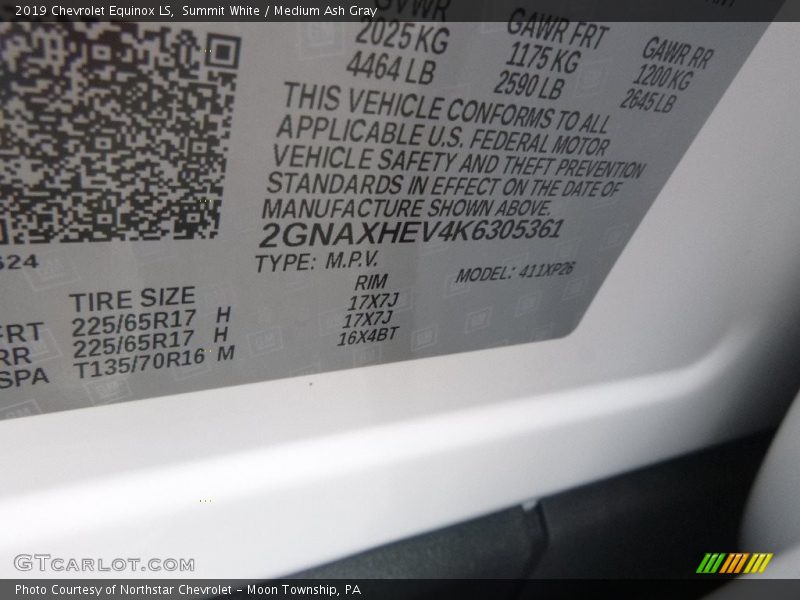 2019 Chevrolet Equinox LS, Summit White / Medium Ash Gray
GVWR GAWR FRT GAWR RR
2025 KG 1175 KG 1200 KG
4464 LB 2590 LB 2645 LB
THIS VEHICLE CONFORMS TO ALL
APPLICABLE U.S. FEDERAL MOTOR
VEHICLE SAFETY AND THEFT PREVENTION
STANDARDS IN EFFECT ON THE DATE OF
MANUFACTURE SHOWN ABOVE.
2GNAXHEV4K6305361
TYPE: M.P.V. MODEL: 411XP26
624
TIRE SIZE RIM
FRT 225/65R17 H 17X7J
RR 225/65R17 H 17X7J
SPA T135/70R16 M 16X4BT
GTCARLOT.COM
Photo Courtesy of Northstar Chevrolet - Moon Township, PA